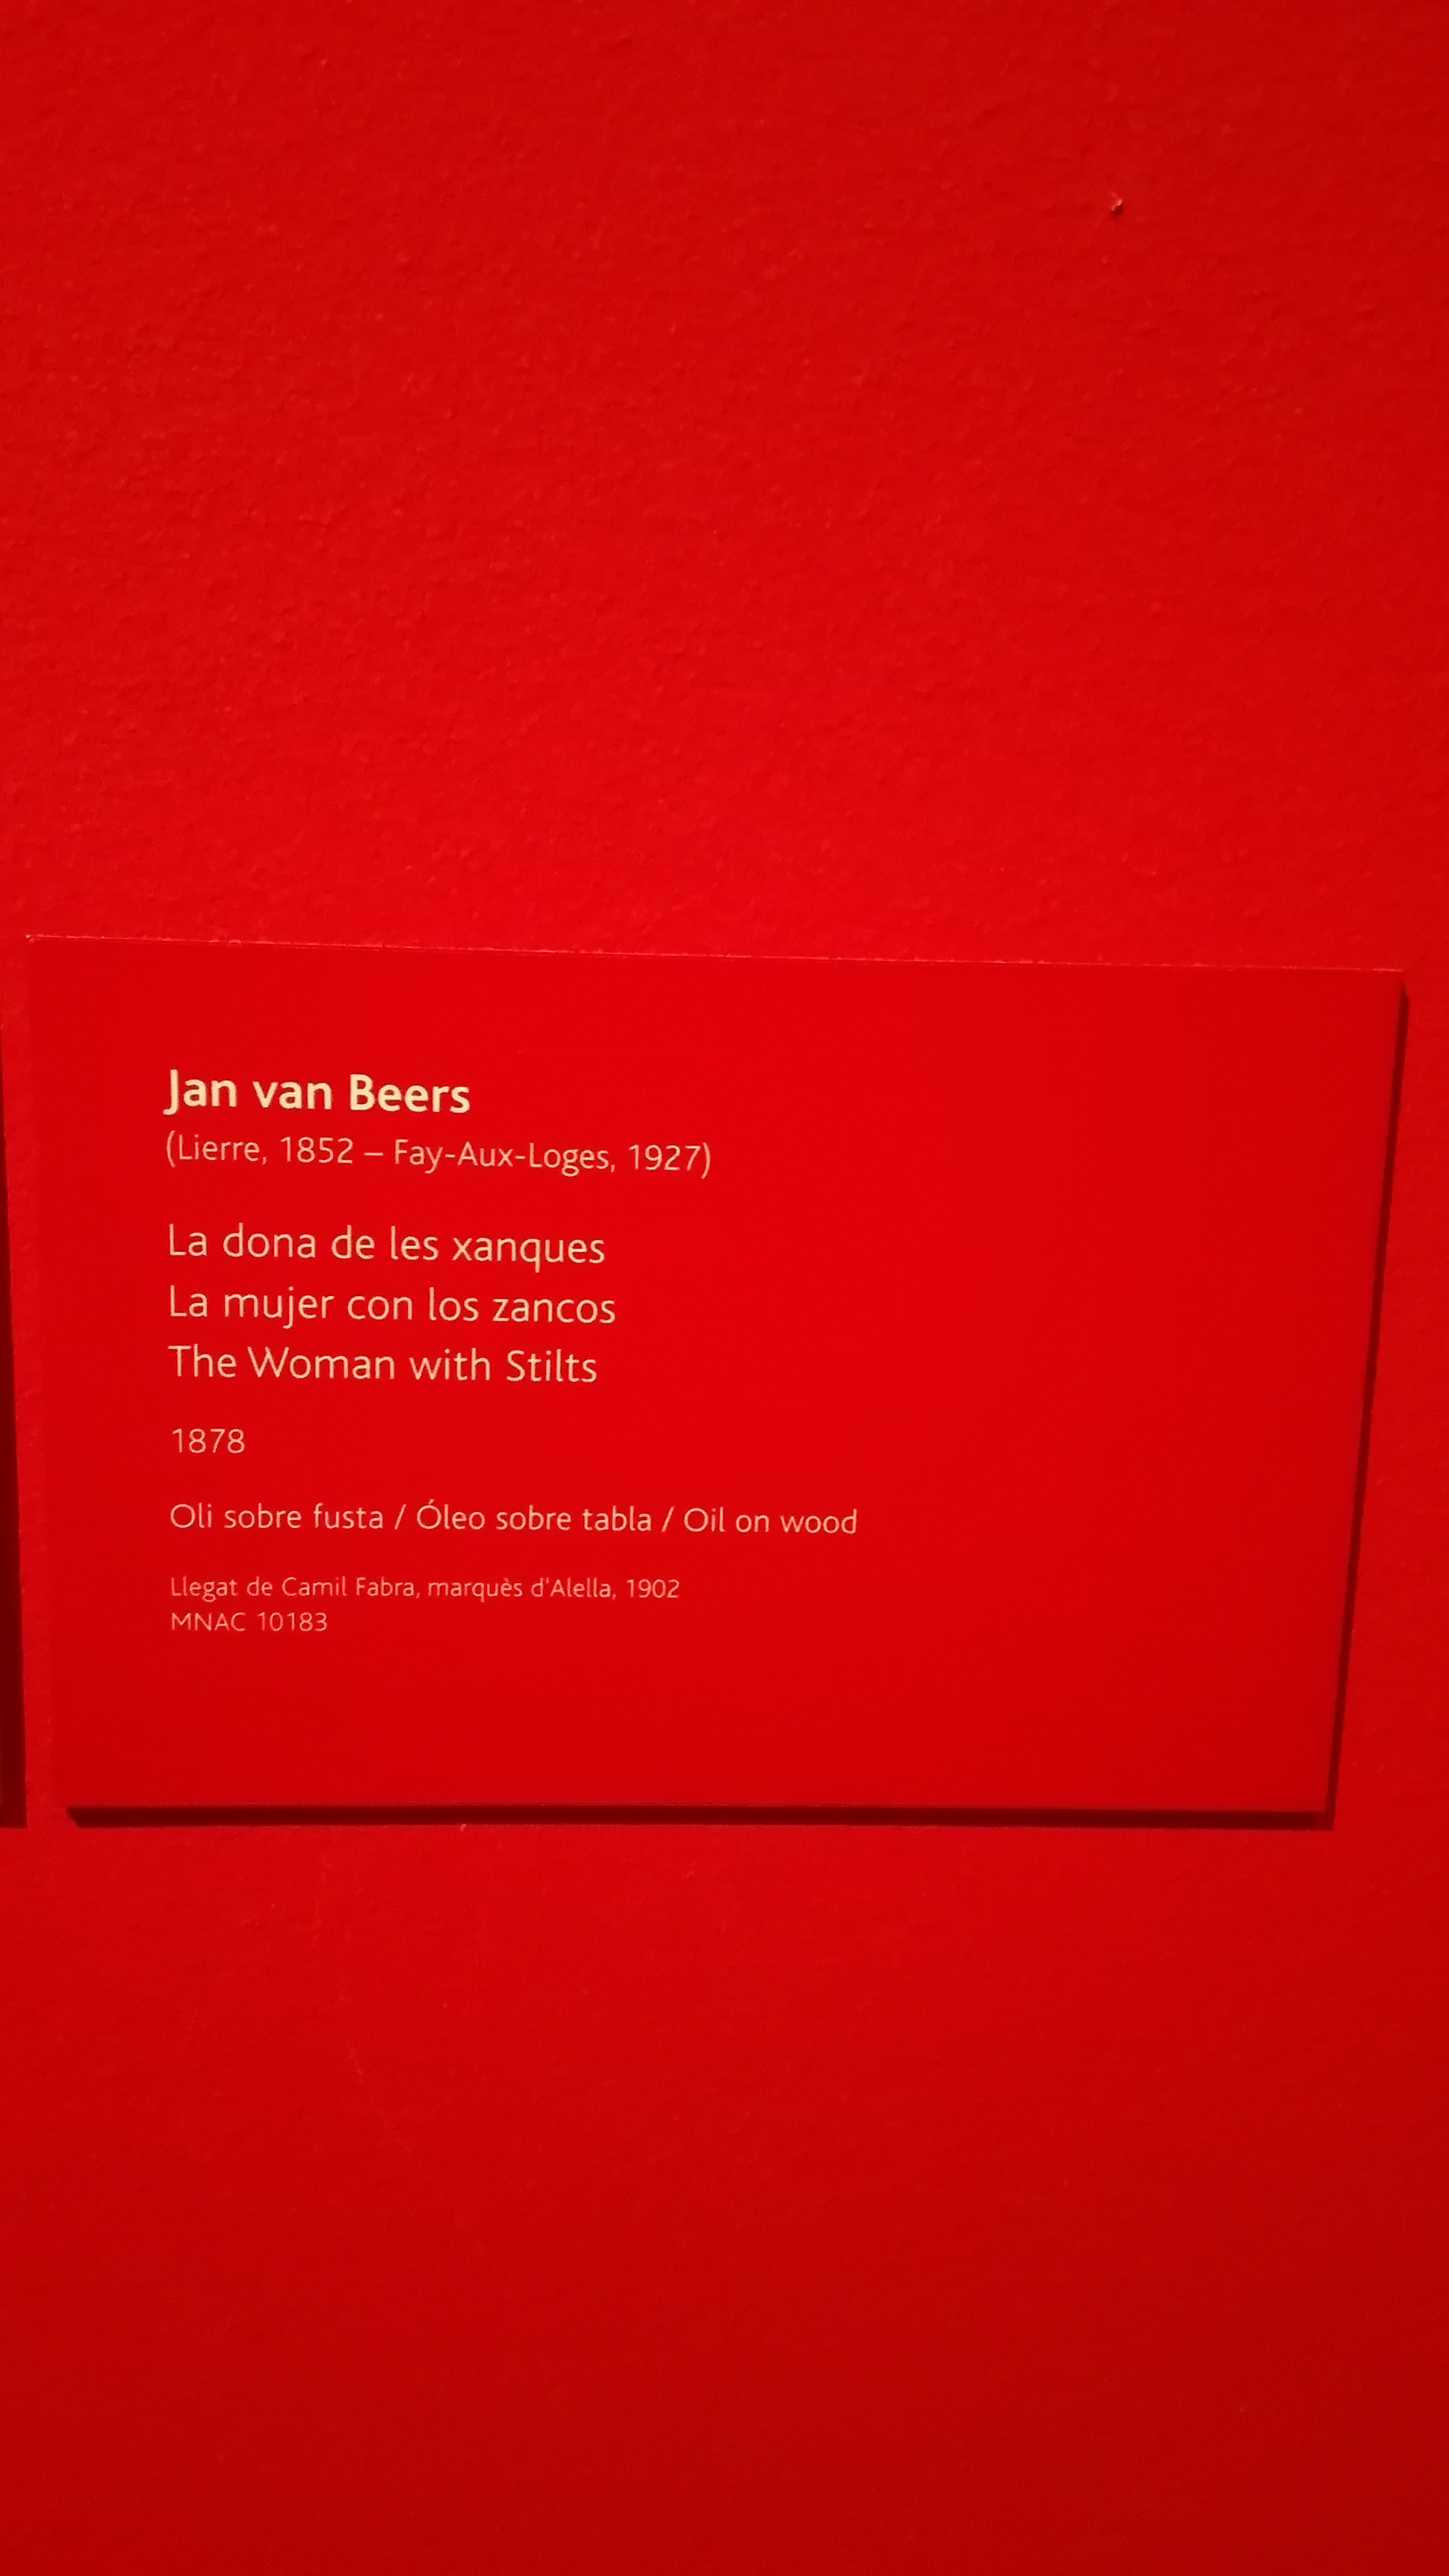 Jan van Beers
(Lierre, 1852 – Fay-Aux-Loges, 1927)
La dona de les xanques
La mujer con los zancos
The Woman with Stilts
1878
Oli sobre fusta / Óleo sobre tabla / Oil on wood
Llegat de Camil Fabra, marquès d'Alella, 1902
MNAC 10183